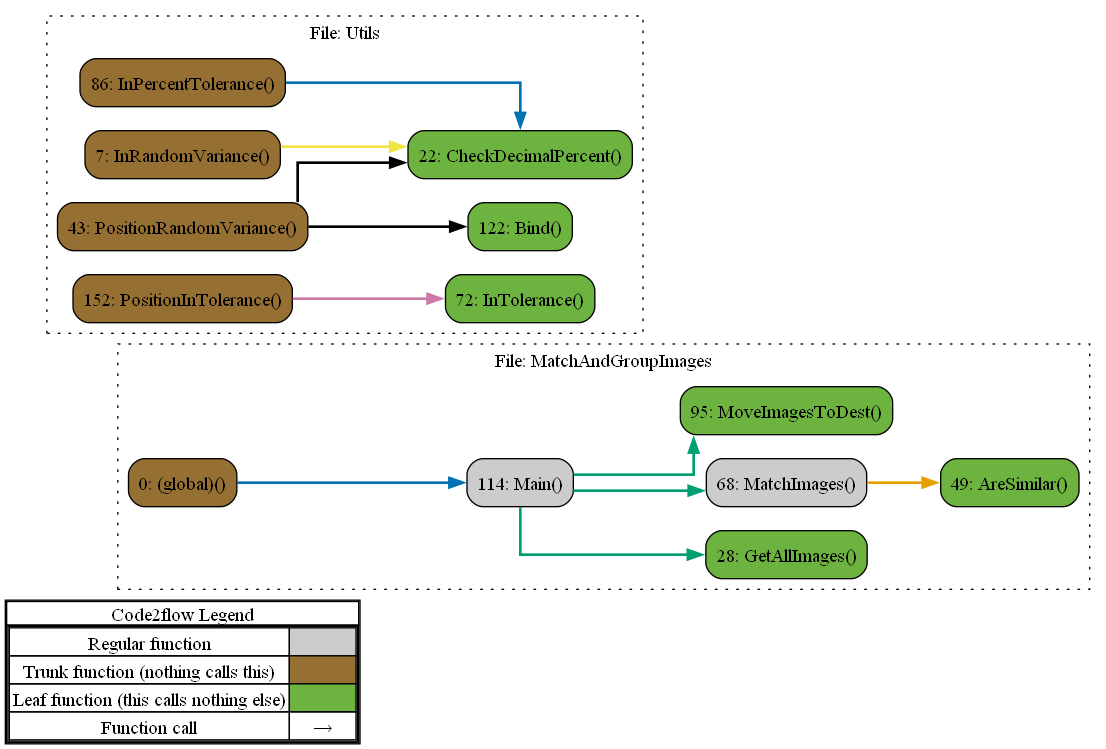 File: Utils
86: InPercentTolerance()
7: InRandomVariance()
22: CheckDecimalPercent()
43: PositionRandomVariance()
122: Bind()
152: PositionInTolerance()
72: InTolerance()
File: MatchAndGroupImages
95: MoveImagesToDest()
0: (global)()
114: Main()
68: MatchImages()
49: AreSimilar()
28: GetAllImages()
Code2flow Legend
Regular function
Trunk function (nothing calls this)
Leaf function (this calls nothing else)
Function call →